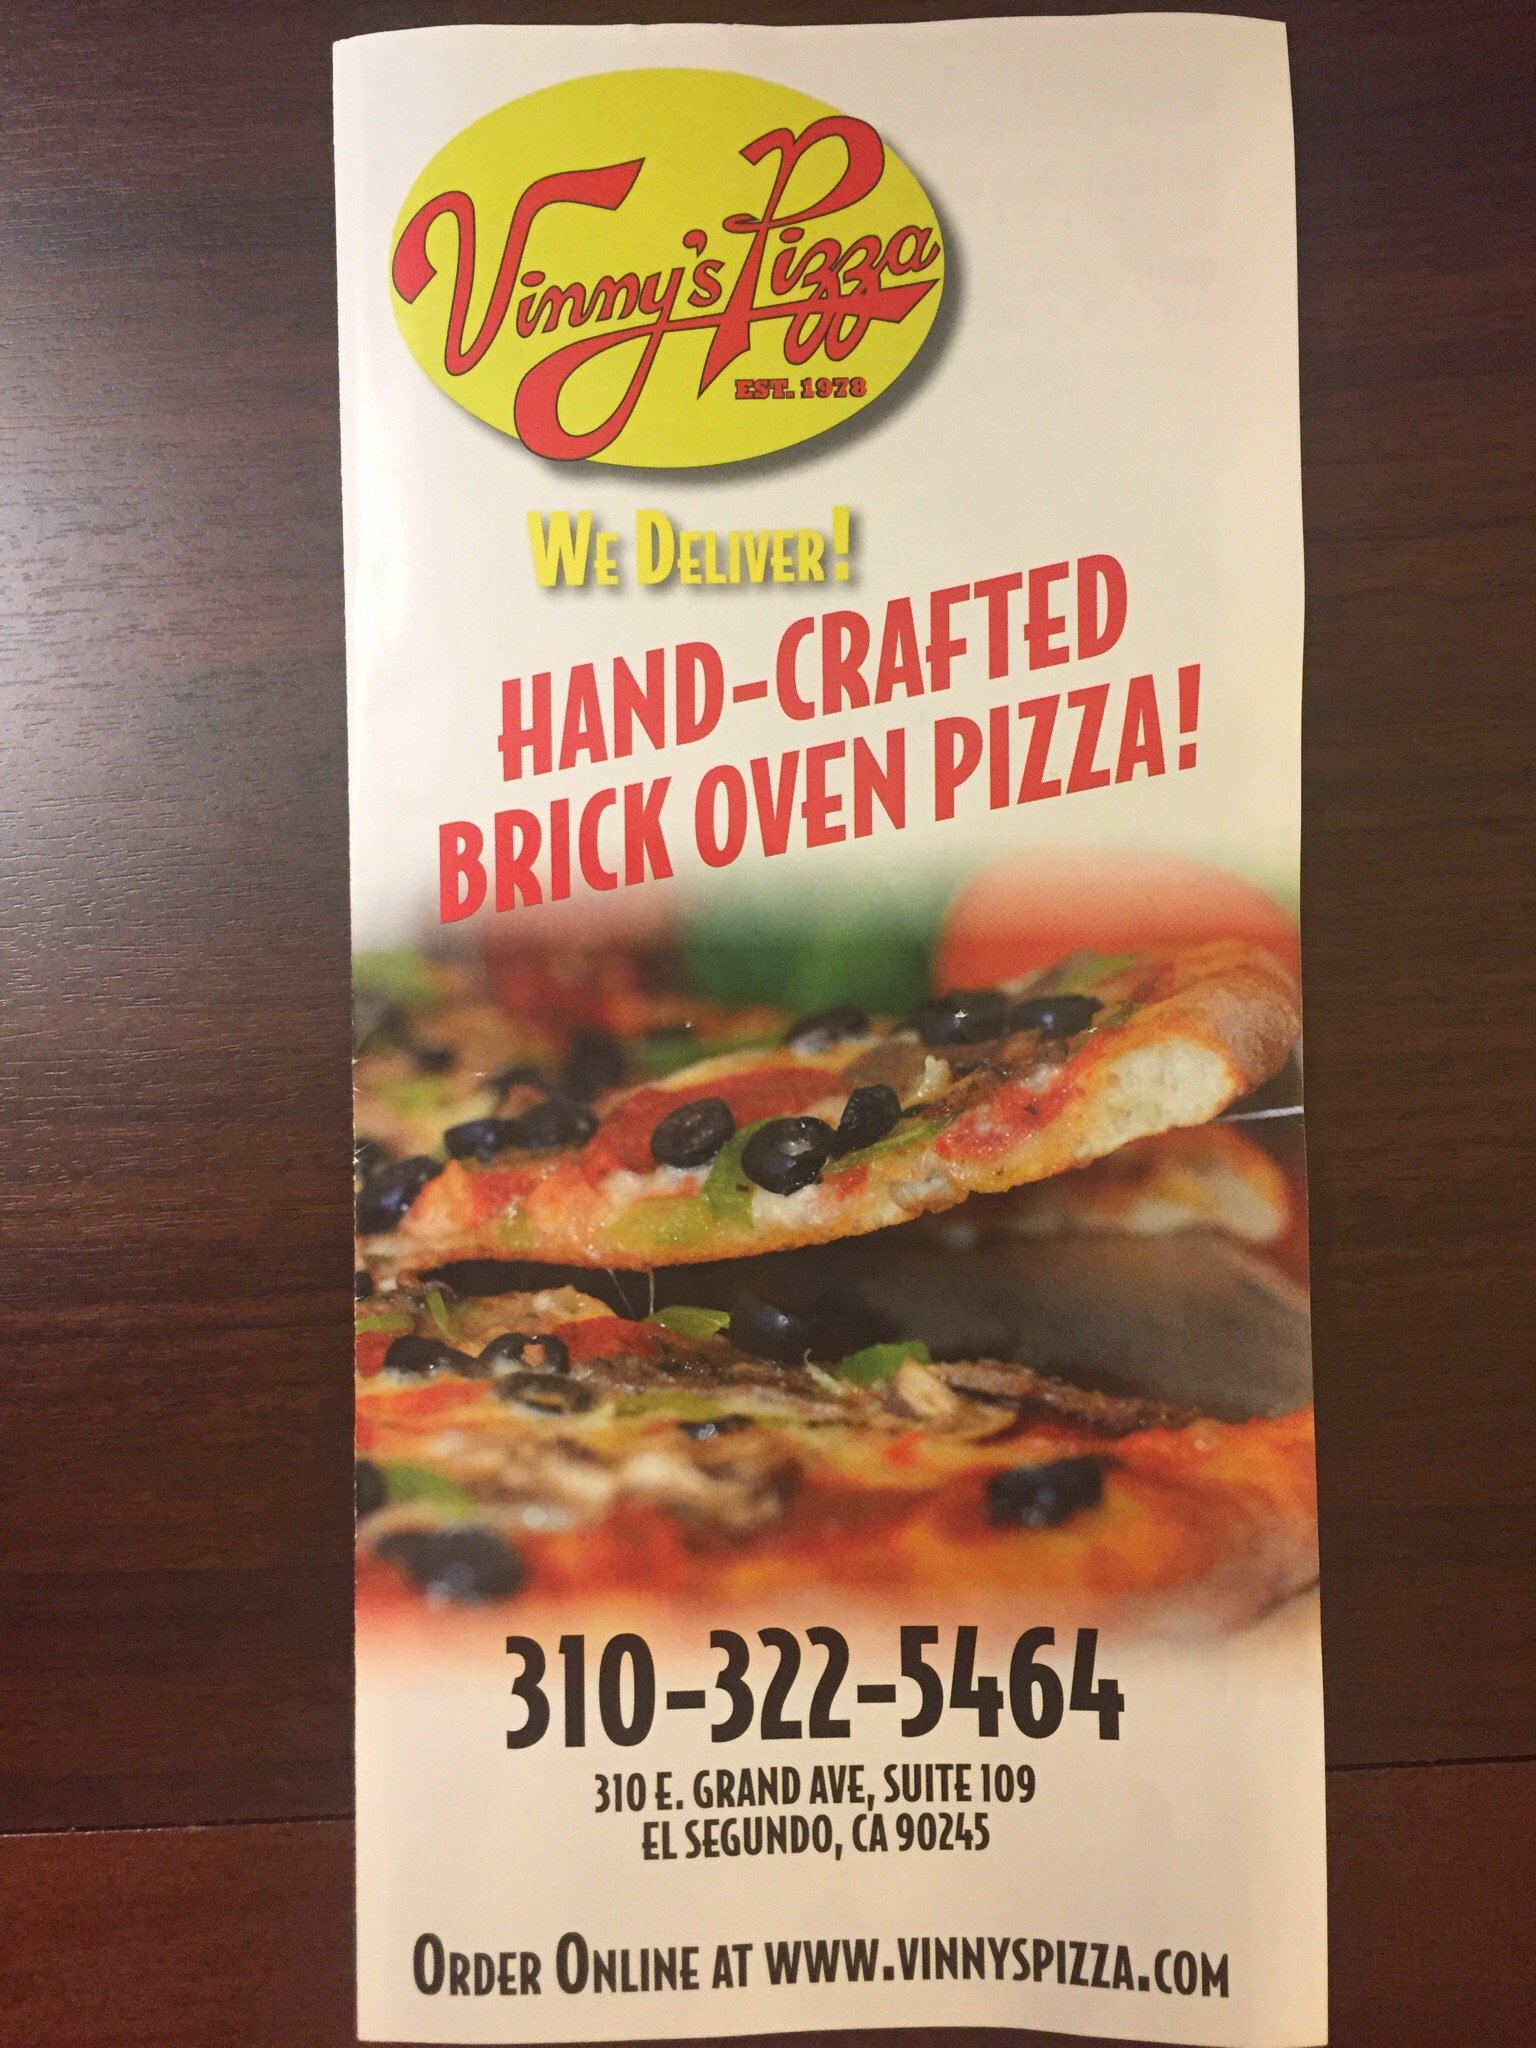 Vinny's Pizza
EST. 1978
WE DELIVER!
HAND-CRAFTED
BRICK OVEN PIZZA!
310-322-5464
310 E. GRAND AVE, SUITE 109
EL SEGUNDO, CA 90245
ORDER ONLINE AT WWW.VINNYSPIZZA.COM